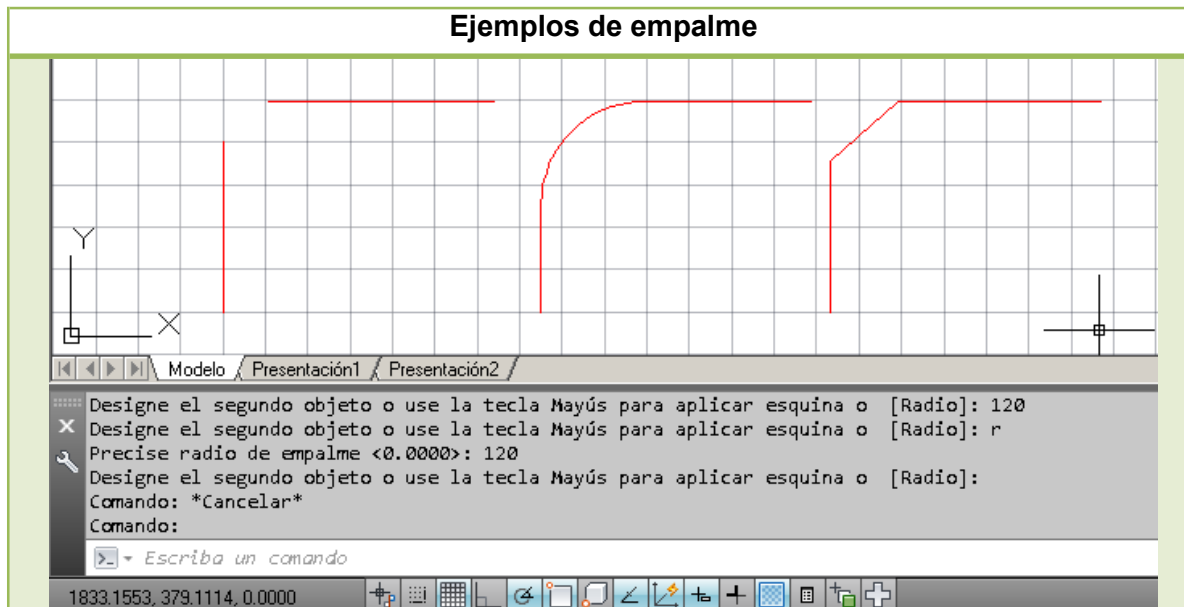 Ejemplos de empalme
Y
X
Modelo Presentación1 Presentación2
Designe el segundo objeto o use la tecla Mayús para aplicar esquina o [Radio]: 120
Designe el segundo objeto o use la tecla Mayús para aplicar esquina o [Radio]: r
Precise radio de empalme <0.0000>: 120
Designe el segundo objeto o use la tecla Mayús para aplicar esquina o [Radio]:
Comando: *Cancelar*
Comando:
Escriba un comando
1833.1553, 379.1114, 0.0000